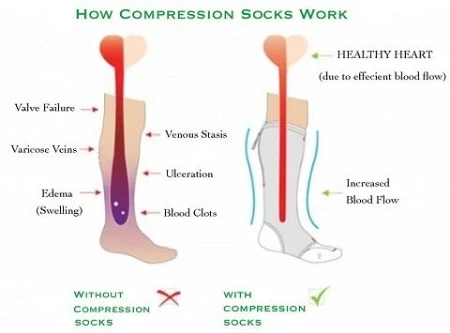 How Compression Socks Work
HEALTHY HEART
(due to effecient blood flow)
Valve Failure
Venous Stasis
Varicose Veins
Ulceration
Edema
(Swelling)
Increased
Blood Flow
Blood Clots
Without
Compression
socks
with
compression
socks